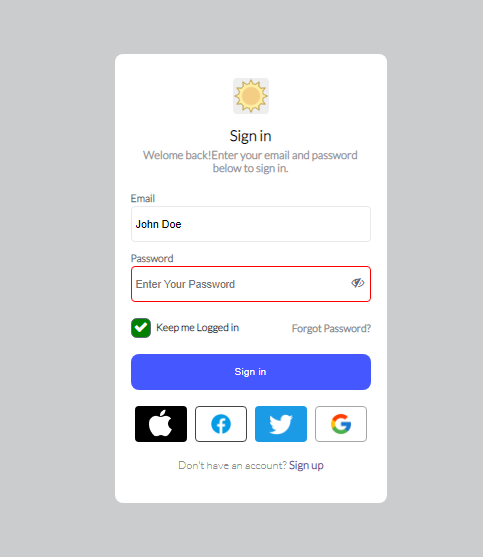 Sign in
Welome back!Enter your email and password
below to sign in.
Email
John Doe
Password
Enter Your Password
Keep me Logged in
Forgot Password?
Sign in
Don't have an account? Sign up